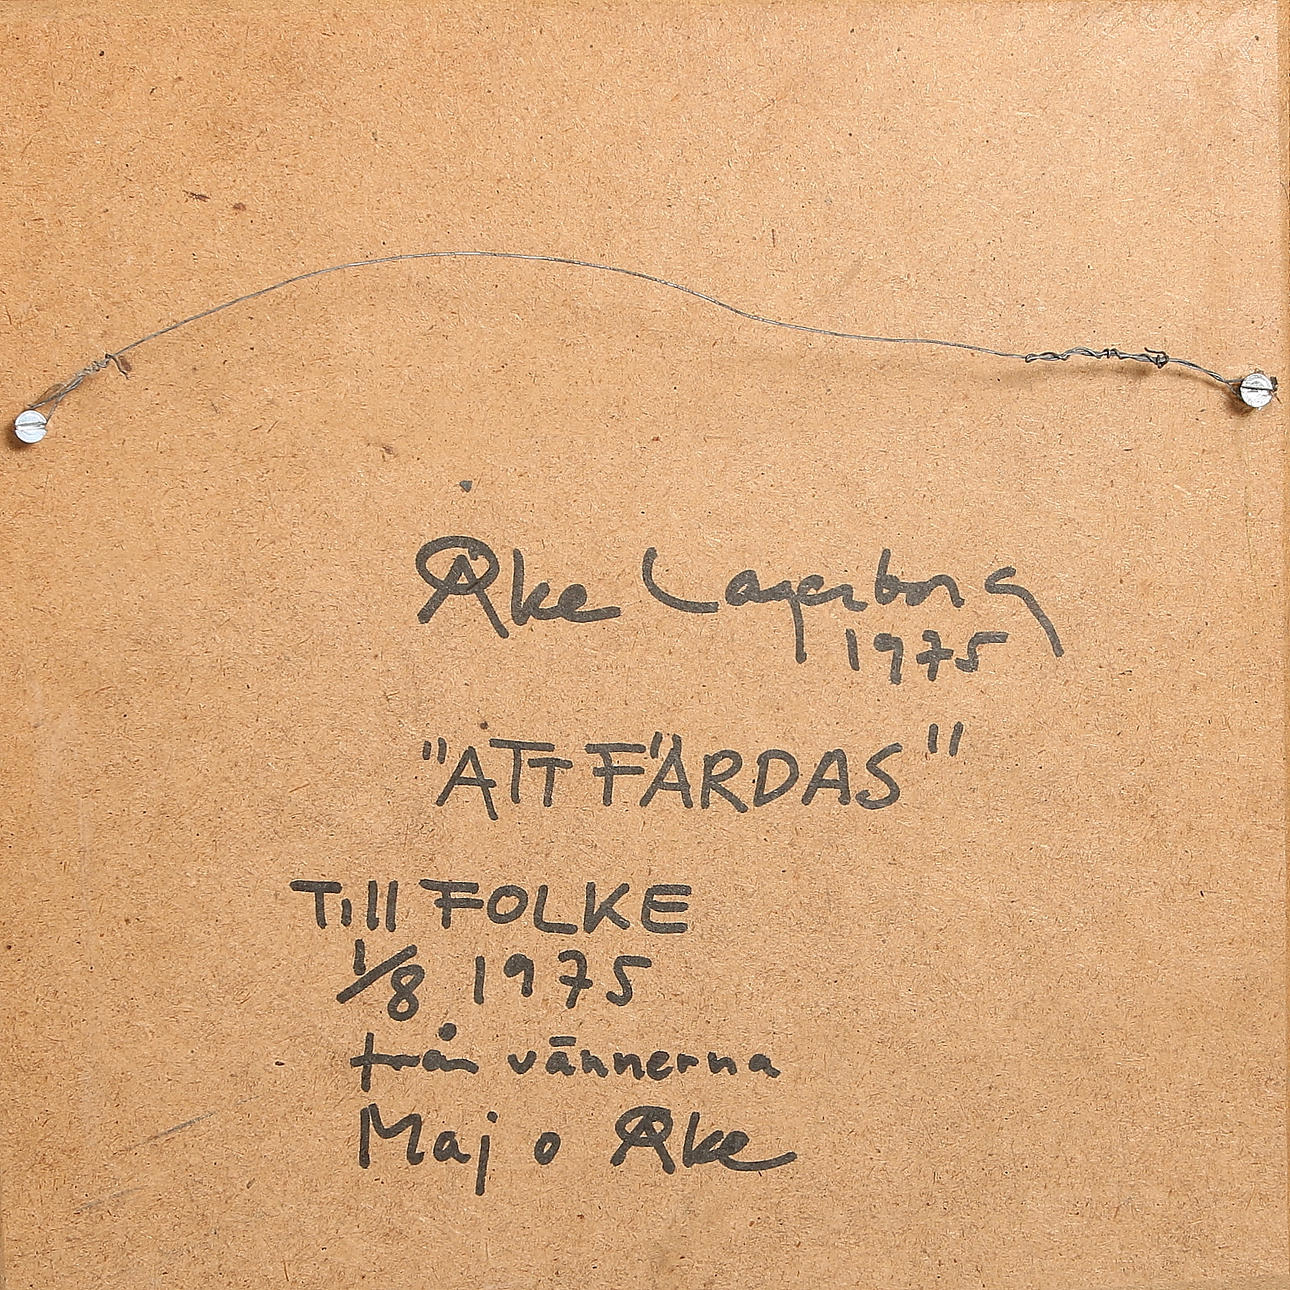 Åke Lagerborg
1975
"ATT FÄRDAS"
Till FOLKE
1/8 1975
från vännerna
Maj o Åke